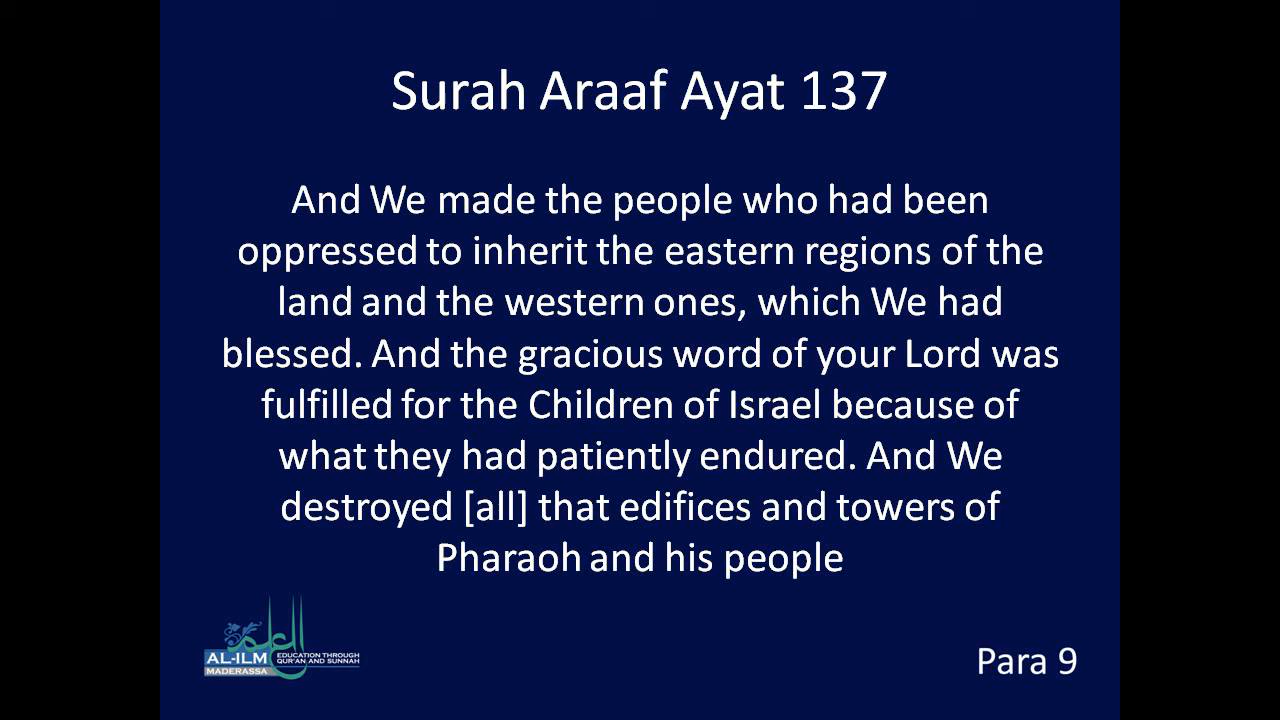 Surah Araaf Ayat 137
And We made the people who had been
oppressed to inherit the eastern regions of the
land and the western ones, which We had
blessed. And the gracious word of your Lord was
fulfilled for the Children of Israel because of
what they had patiently endured. And We
destroyed [all] that edifices and towers of
Pharaoh and his people
العلم
AL-ILM
MADERASSA
EDUCATION THROUGH
QUR'AN AND SUNNAH
Para 9